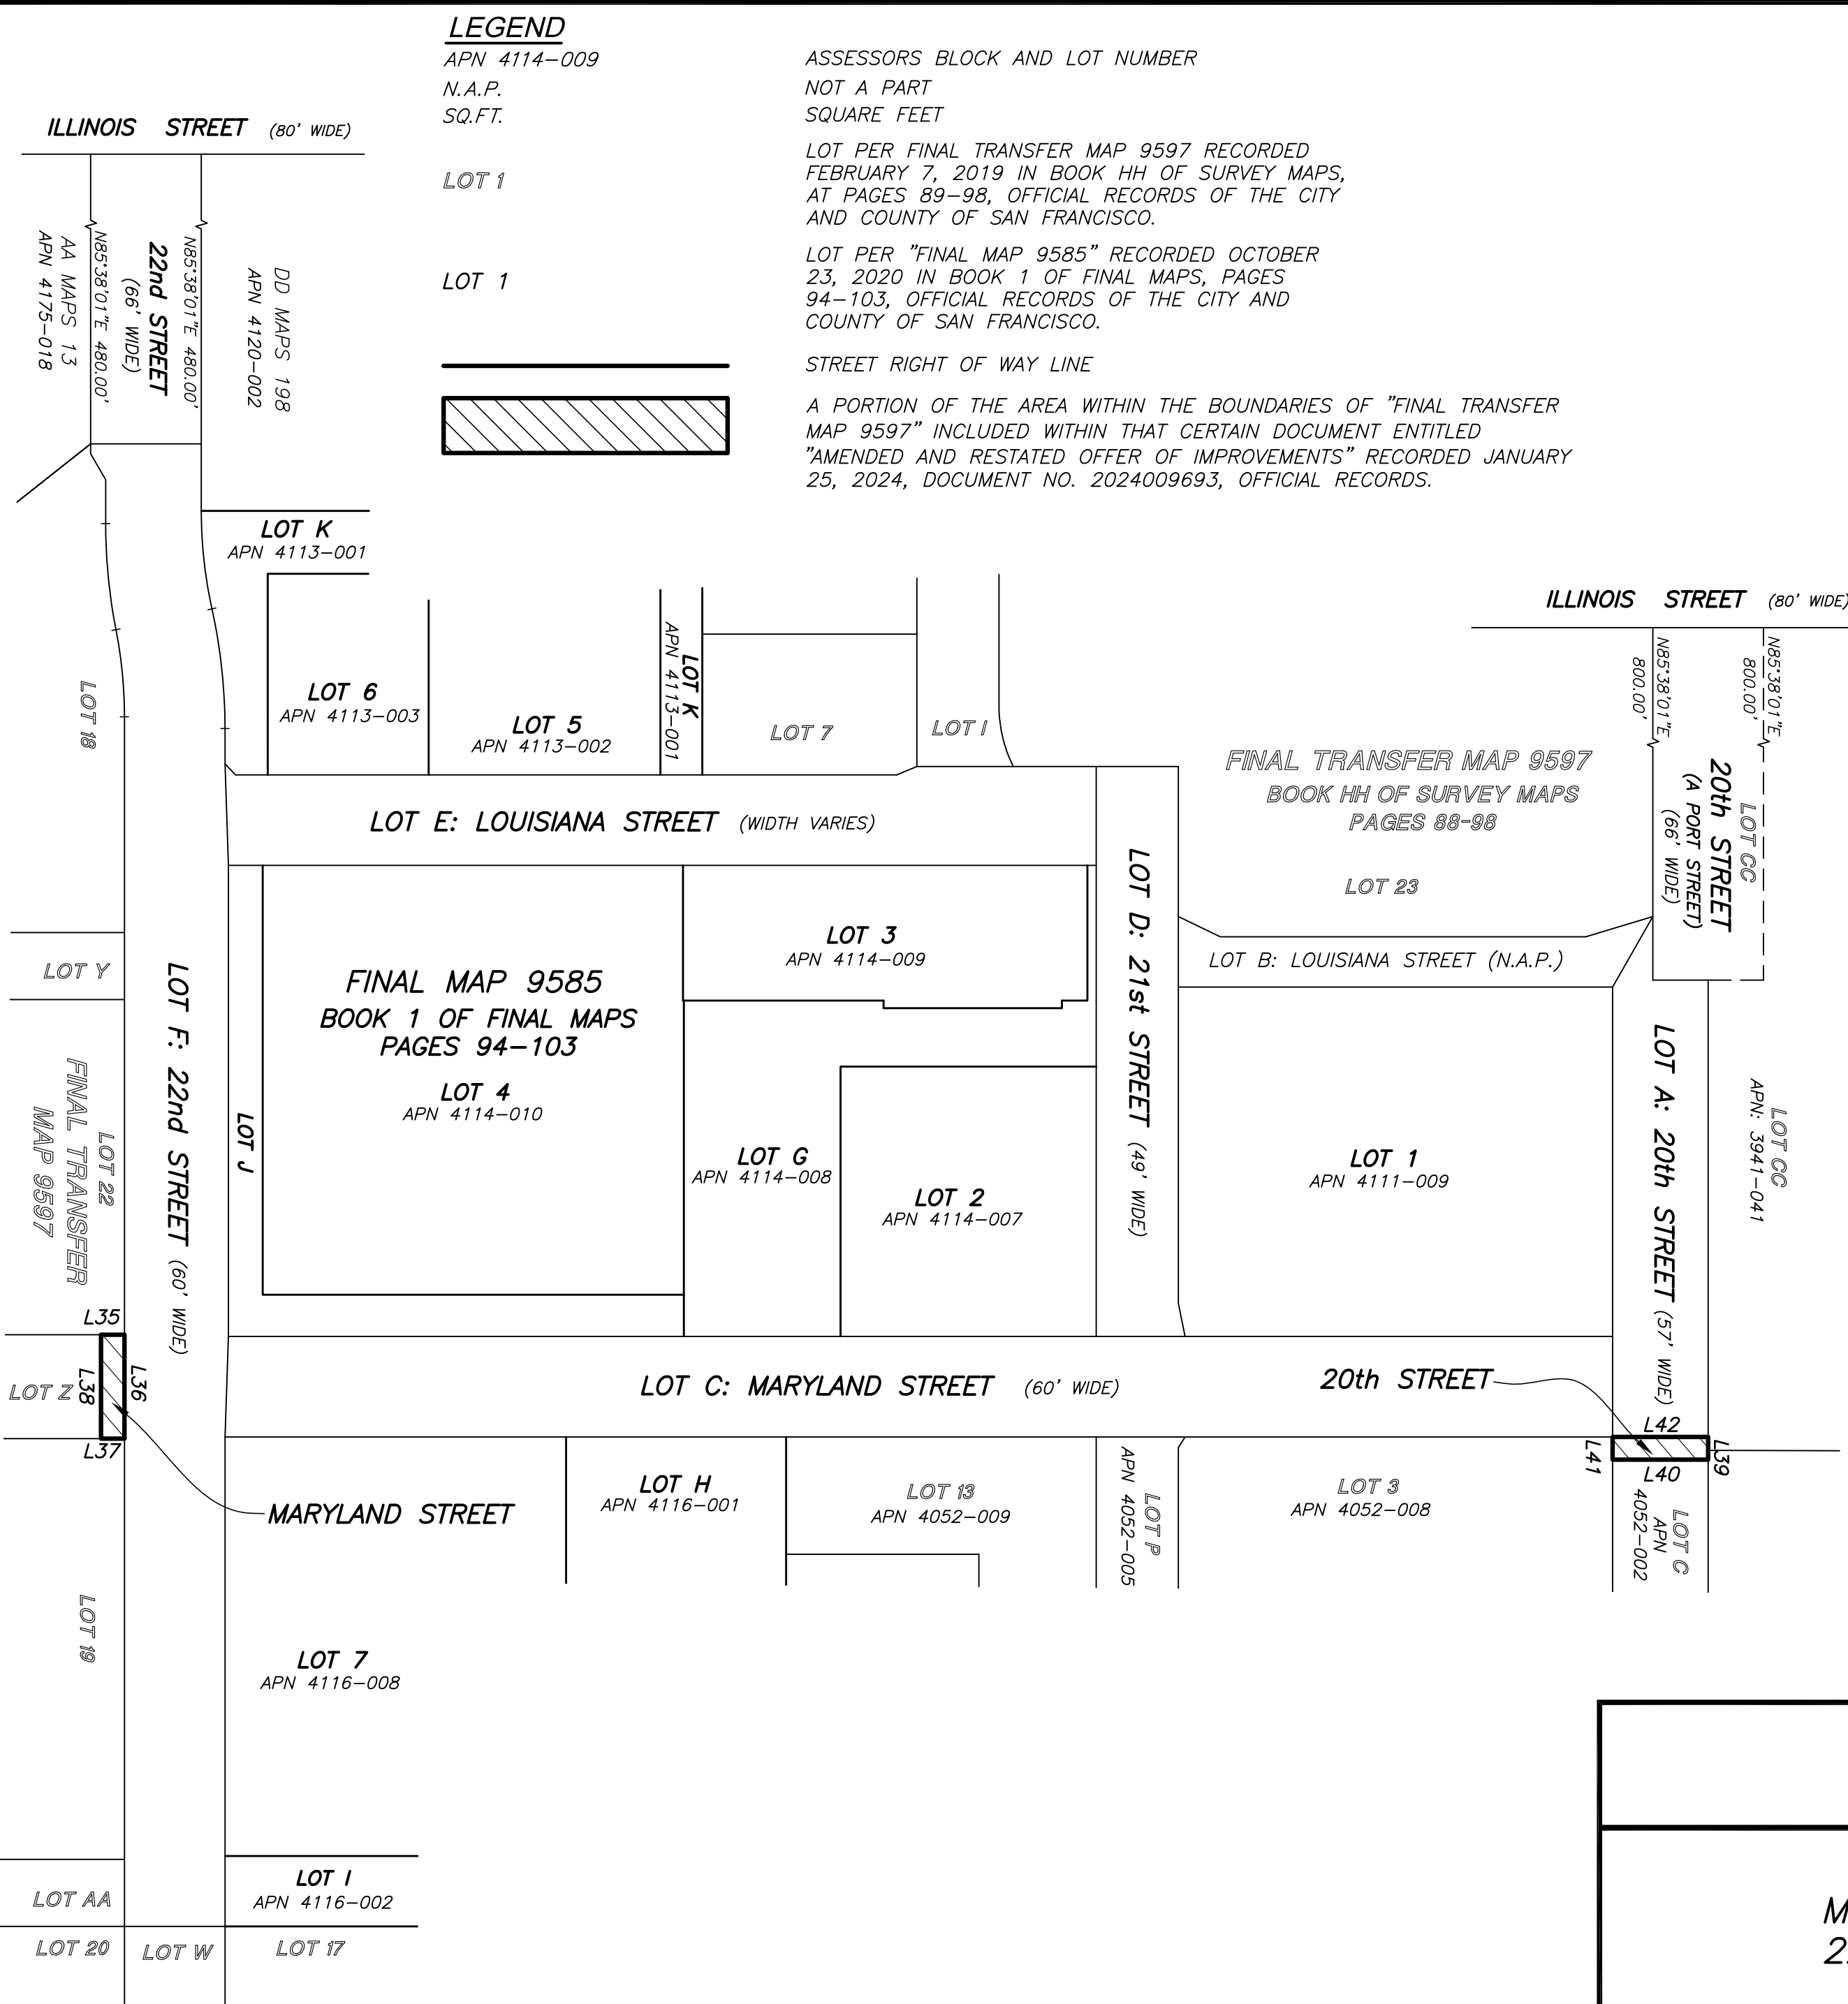 LEGEND
APN 4114-009
ASSESSORS BLOCK AND LOT NUMBER
N.A.P.
NOT A PART
SQ.FT.
SQUARE FEET
LOT 1
LOT PER FINAL TRANSFER MAP 9597 RECORDED
FEBRUARY 7, 2019 IN BOOK HH OF SURVEY MAPS,
AT PAGES 89-98, OFFICIAL RECORDS OF THE CITY
AND COUNTY OF SAN FRANCISCO.
LOT 1
LOT PER "FINAL MAP 9585" RECORDED OCTOBER
23, 2020 IN BOOK 1 OF FINAL MAPS, PAGES
94-103, OFFICIAL RECORDS OF THE CITY AND
COUNTY OF SAN FRANCISCO.
STREET RIGHT OF WAY LINE
A PORTION OF THE AREA WITHIN THE BOUNDARIES OF "FINAL TRANSFER
MAP 9597" INCLUDED WITHIN THAT CERTAIN DOCUMENT ENTITLED
"AMENDED AND RESTATED OFFER OF IMPROVEMENTS" RECORDED JANUARY
25, 2024, DOCUMENT NO. 2024009693, OFFICIAL RECORDS.
ILLINOIS STREET (80' WIDE)
N85°38'01"E 480.00'
AA MAPS 13
APN 4175-018
22nd STREET
(66' WIDE)
N85°38'01"E 480.00'
DD MAPS 198
APN 4120-002
LOT K
APN 4113-001
LOT 18
LOT 6
APN 4113-003
LOT 5
APN 4113-002
LOT K
APN 4113-001
LOT 7
LOT I
ILLINOIS STREET (80' WIDE)
N85°38'01"E
800.00'
N85°38'01"E
800.00'
FINAL TRANSFER MAP 9597
BOOK HH OF SURVEY MAPS
PAGES 88-98
LOT CC
20th STREET
(A PORT STREET)
(66' WIDE)
LOT E: LOUISIANA STREET (WIDTH VARIES)
LOT 23
LOT 3
APN 4114-009
LOT D: 21st STREET (49' WIDE)
LOT B: LOUISIANA STREET (N.A.P.)
LOT Y
LOT F: 22nd STREET (60' WIDE)
FINAL MAP 9585
BOOK 1 OF FINAL MAPS
PAGES 94-103
LOT 4
APN 4114-010
LOT J
LOT 22
FINAL TRANSFER
MAP 9597
LOT G
APN 4114-008
LOT 2
APN 4114-007
LOT 1
APN 4111-009
LOT A: 20th STREET (57' WIDE)
LOT CC
APN: 3941-041
L35
L36
L38
L37
LOT Z
LOT C: MARYLAND STREET (60' WIDE)
20th STREET
L42
L39
L41
L40
MARYLAND STREET
LOT H
APN 4116-001
LOT 13
APN 4052-009
LOT P
APN 4052-005
LOT 3
APN 4052-008
LOT C
APN
4052-002
LOT 19
LOT 7
APN 4116-008
LOT AA
LOT I
APN 4116-002
LOT 20
LOT W
LOT 17